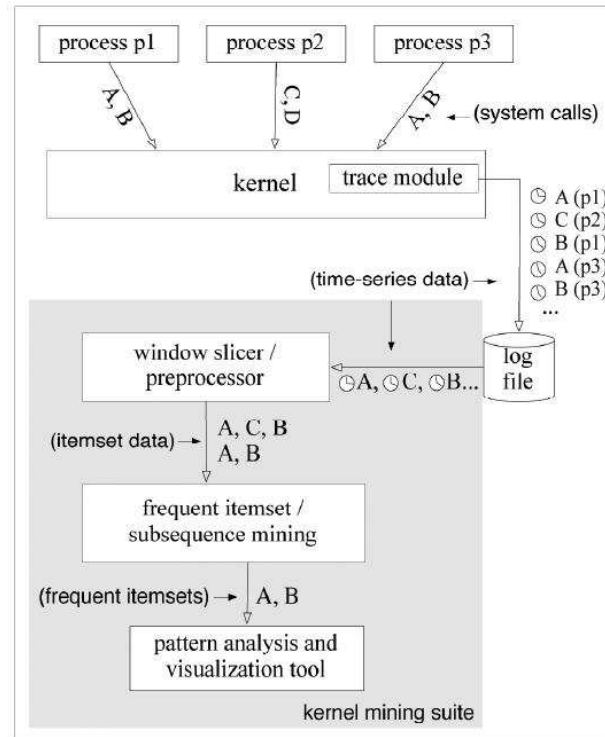 process p1
process p2
process p3
A, B
C, D
A, B
(system calls)
kernel
trace module
A (p1)
C (p2)
B (p1)
A (p3)
B (p3)
...
(time-series data)
log
file
window slicer /
preprocessor
A, C, B...
(itemset data)
A, C, B
A, B
frequent itemset /
subsequence mining
(frequent itemsets)
A, B
pattern analysis and
visualization tool
kernel mining suite